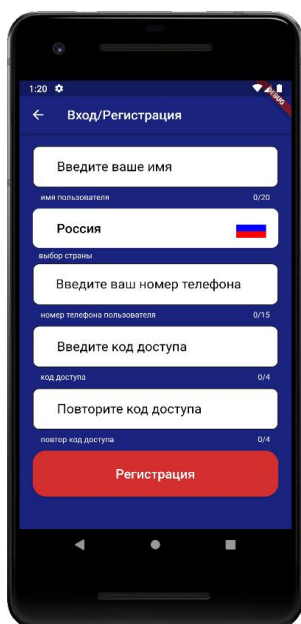 1:20
DEBUG
Вход/Регистрация
Введите ваше имя
имя пользователя 0/20
Россия
выбор страны
Введите ваш номер телефона
номер телефона пользователя 0/15
Введите код доступа
код доступа 0/4
Повторите код доступа
повтор код доступа 0/4
Регистрация